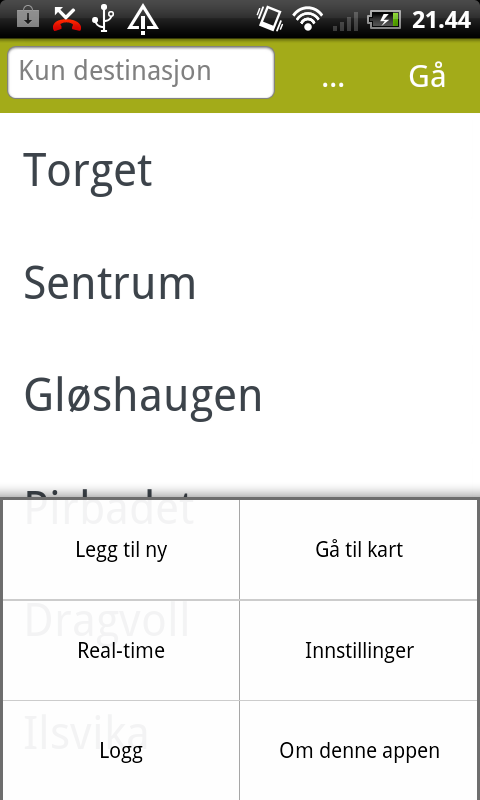 21.44
Kun destinasjon
...
Gå
Torget
Sentrum
Gløshaugen
Pirbadet
Legg til ny
Gå til kart
Dragvoll
Real-time
Innstillinger
Ilsvika
Logg
Om denne appen